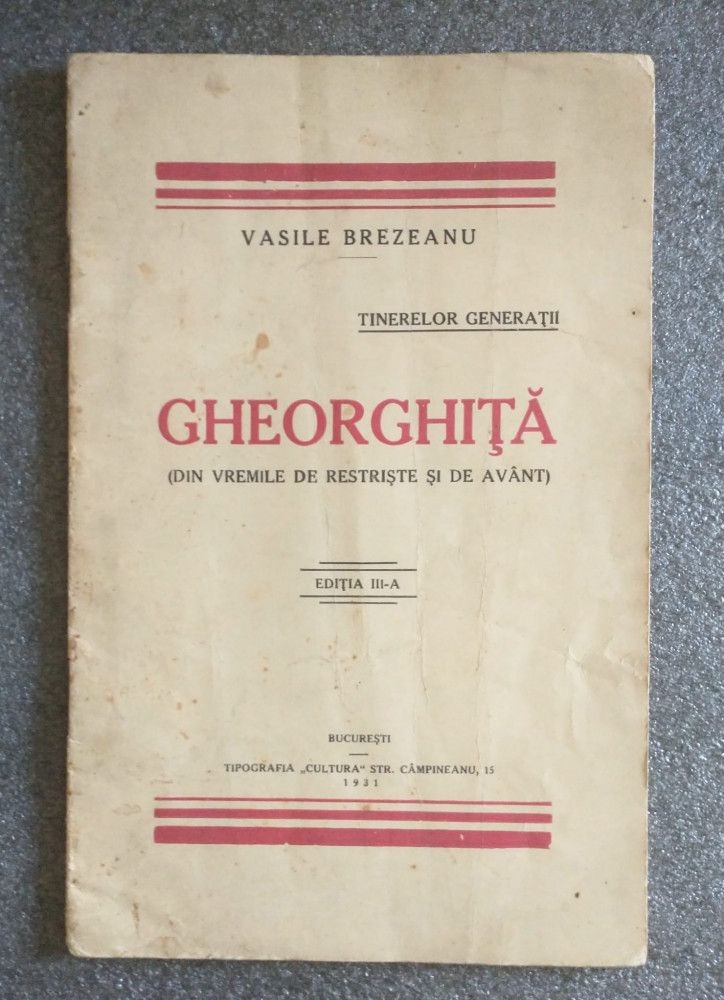 VASILE BREZEANU
TINERELOR GENERAŢII
GHEORGHIŢĂ
(DIN VREMILE DE RESTRIŞTE ŞI DE AVÂNT)
EDIŢIA III-A
BUCUREŞTI
TIPOGRAFIA „CULTURA“ STR. CÂMPINEANU, 15
1931